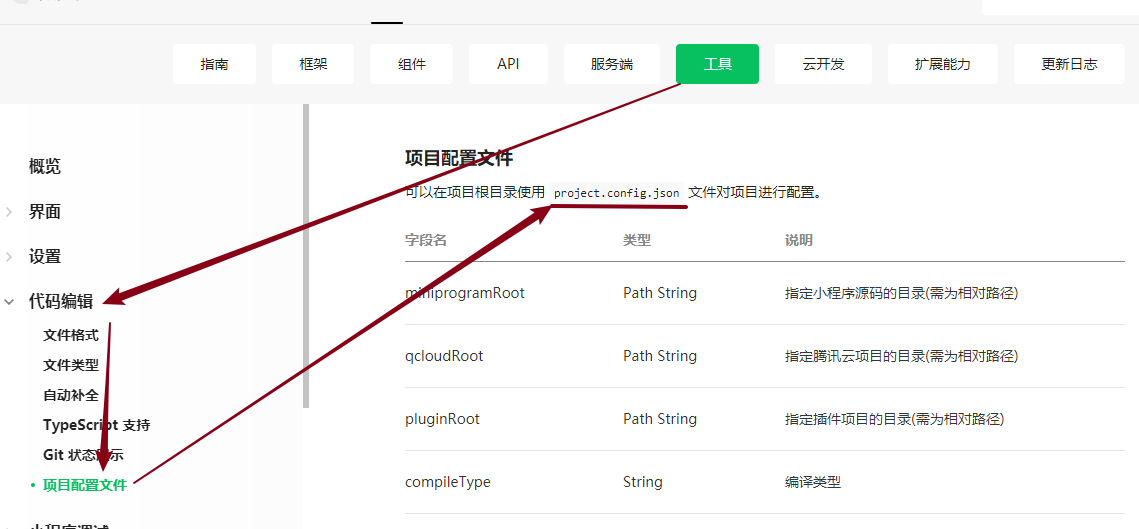 指南 框架 组件 API 服务端 工具 云开发 扩展能力 更新日志
概览
界面
设置
代码编辑
文件格式
文件类型
自动补全
TypeScript 支持
Git 状态展示
项目配置文件
小程序调试
项目配置文件
可以在项目根目录使用 project.config.json 文件对项目进行配置。
字段名 类型 说明
miniprogramRoot Path String 指定小程序源码的目录(需为相对路径)
qcloudRoot Path String 指定腾讯云项目的目录(需为相对路径)
pluginRoot Path String 指定插件项目的目录(需为相对路径)
compileType String 编译类型